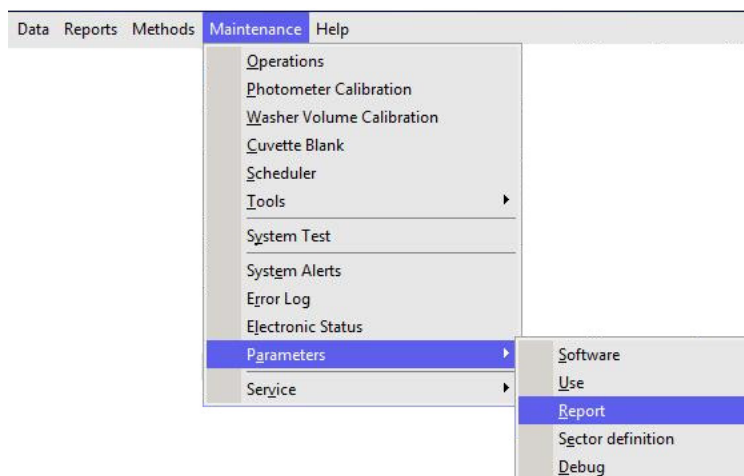 Data Reports Methods Maintenance Help
Operations
Photometer Calibration
Washer Volume Calibration
Cuvette Blank
Scheduler
Tools
System Test
System Alerts
Error Log
Electronic Status
Parameters
Service
Software
Use
Report
Sector definition
Debug